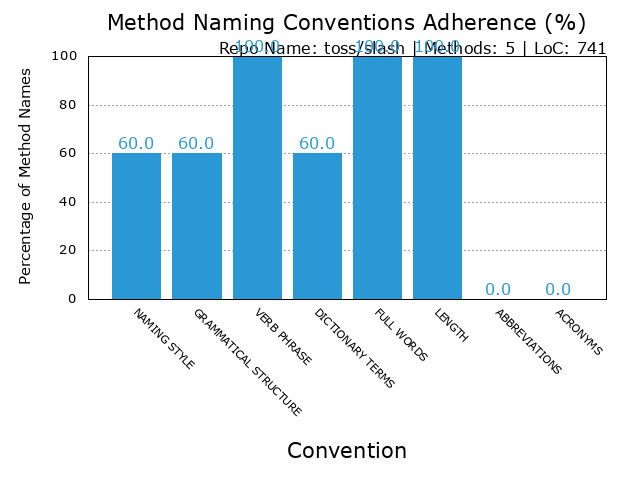 Method Naming Conventions Adherence (%)
Repo Name: toss/slash | Methods: 5 | LoC: 741
Percentage of Method Names
100
80
60
40
20
0
60.0
60.0
100.0
60.0
100.0
100.0
0.0
0.0
NAMING STYLE
GRAMMATICAL STRUCTURE
VERB PHRASE
DICTIONARY TERMS
FULL WORDS
LENGTH
ABBREVIATIONS
ACRONYMS
Convention